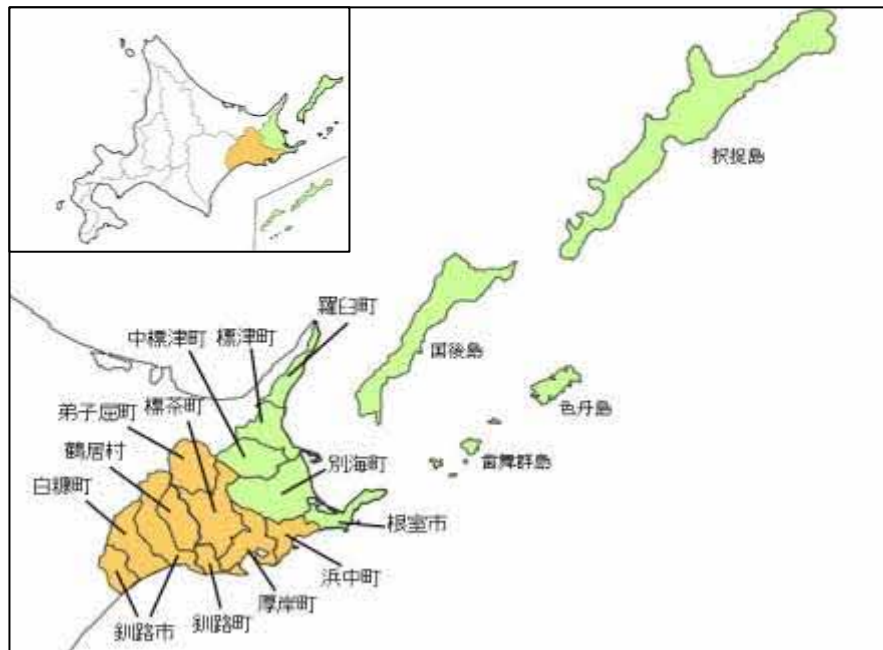 択捉島
羅臼町
中標津町
標津町
国後島
色丹島
標茶町
弟子屈町
鶴居村
歯舞群島
別海町
白糠町
根室市
浜中町
厚岸町
釧路町
釧路市